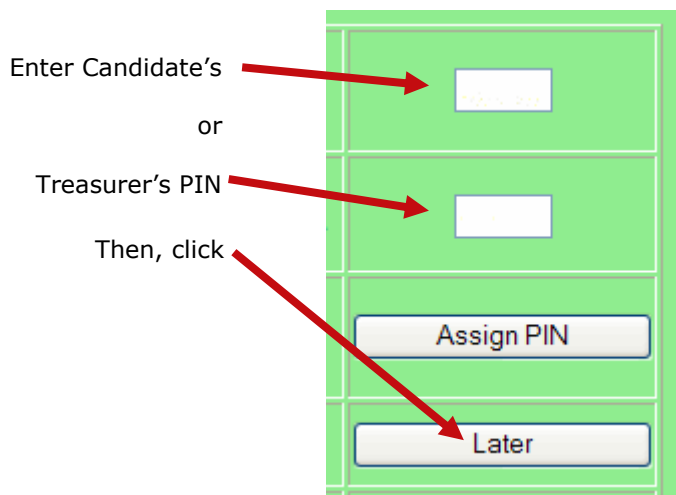 Enter Candidate’s
or
Treasurer’s PIN
Then, click
Assign PIN
Later